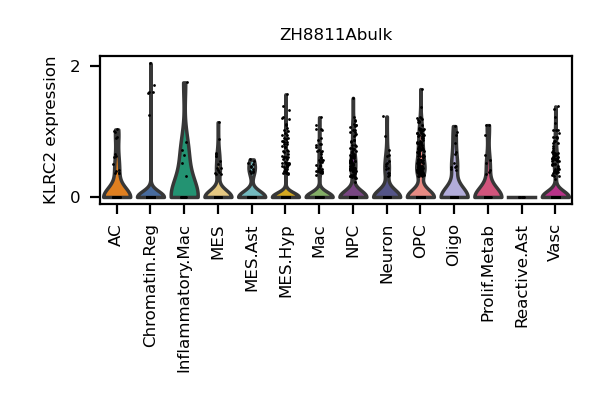 ZH8811Abulk
KLRC2 expression
2
0
AC
Chromatin.Reg
Inflammatory.Mac
MES
MES.Ast
MES.Hyp
Mac
NPC
Neuron
OPC
Oligo
Prolif.Metab
Reactive.Ast
Vasc